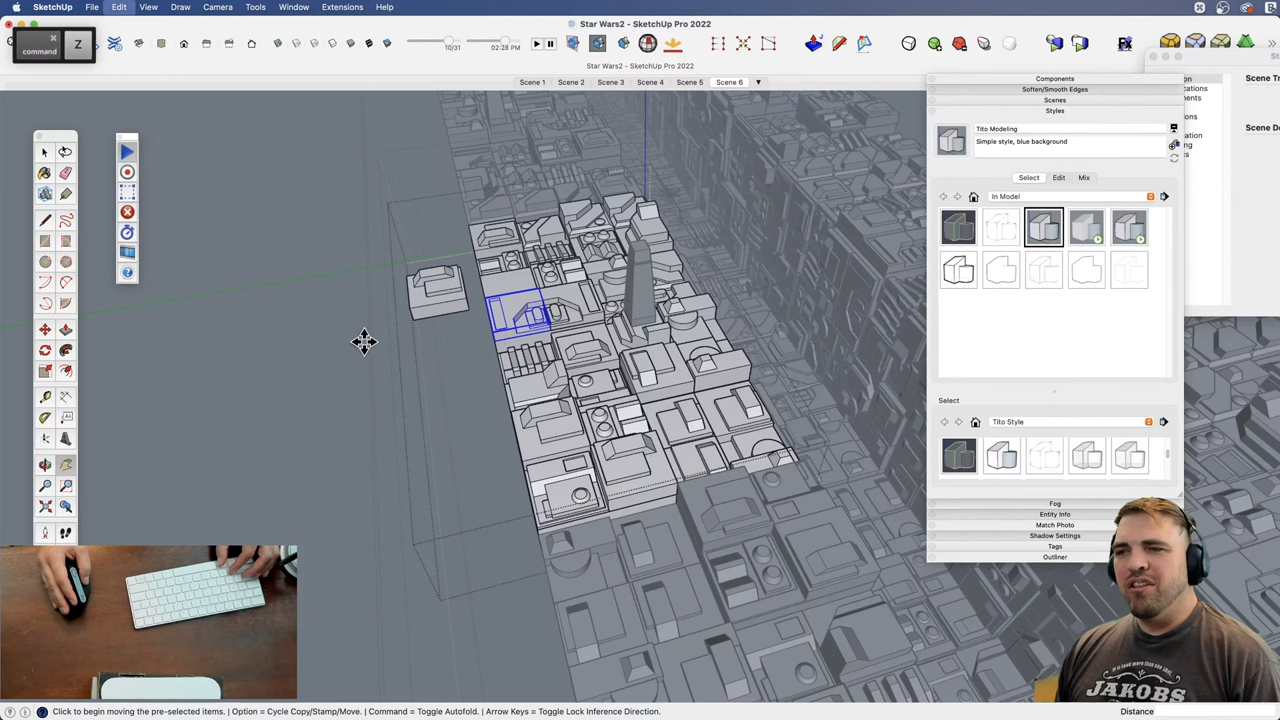 SketchUp File Edit View Draw Camera Tools Window Extensions Help
Star Wars2 - SketchUp Pro 2022
command Z
10/31 02:28 PM
Star Wars2 - SketchUp Pro 2022
Scene 1 Scene 2 Scene 3 Scene 4 Scene 5 Scene 6
Components
Soften/Smooth Edges
Scenes
Styles
Tito Modeling
Simple style, blue background
Select Edit Mix
In Model
Select
Tito Style
Fog
Entity Info
Match Photo
Shadow Settings
Tags
Outliner
Scene Tr
Scene D
JAKOBS
Click to begin moving the pre-selected items. | Option = Cycle Copy/Stamp/Move. | Command = Toggle Autofold. | Arrow Keys = Toggle Lock Inference Direction.
Distance